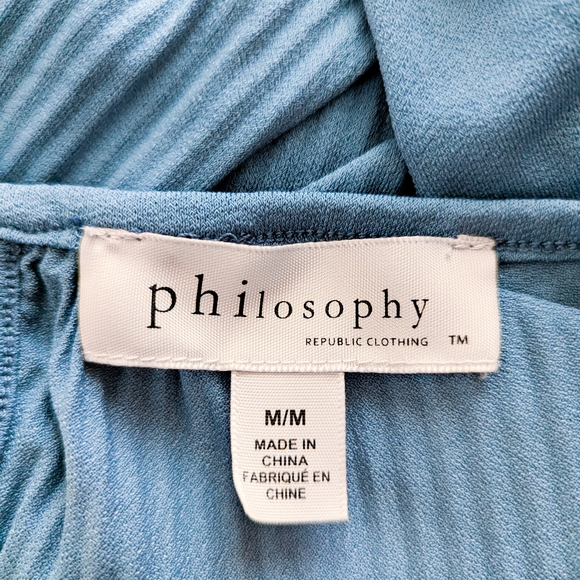 philosophy
REPUBLIC CLOTHING ™
M/M
MADE IN
CHINA
FABRIQUÉ EN
CHINE